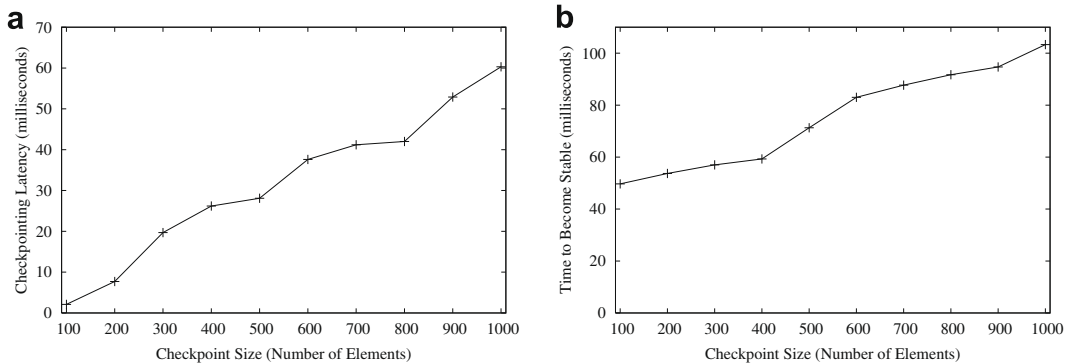 a
70
60
50
40
30
20
10
0
Checkpointing Latency (milliseconds)
100 200 300 400 500 600 700 800 900 1000
Checkpoint Size (Number of Elements)
b
100
80
60
40
20
0
Time to Become Stable (milliseconds)
100 200 300 400 500 600 700 800 900 1000
Checkpoint Size (Number of Elements)